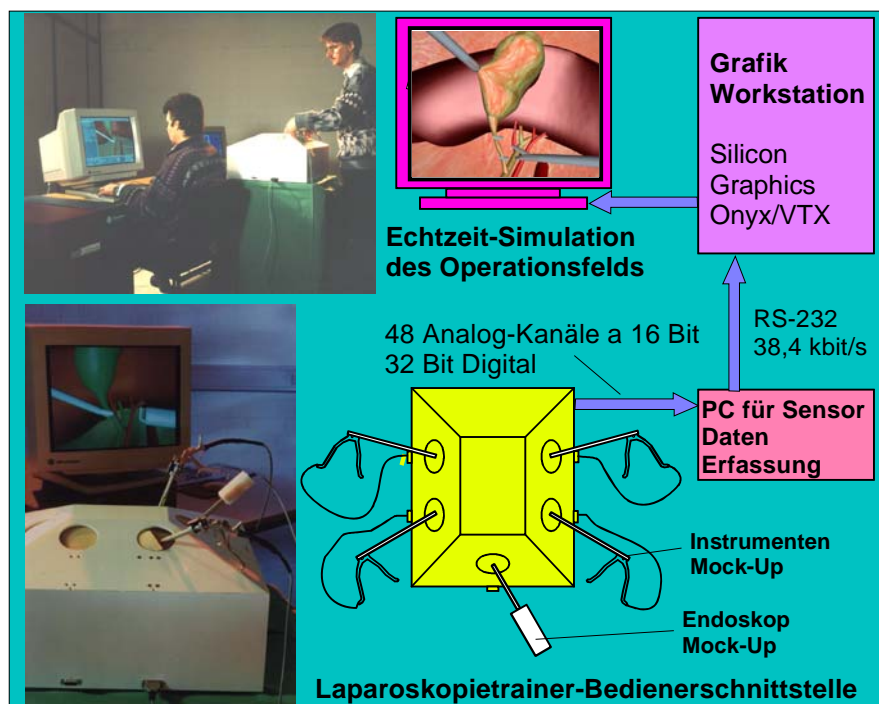 Grafik
Workstation
Silicon
Graphics
Onyx/VTX
Echtzeit-Simulation
des Operationsfelds
RS-232
38,4 kbit/s
48 Analog-Kanäle a 16 Bit
32 Bit Digital
PC für Sensor
Daten
Erfassung
Instrumenten
Mock-Up
Endoskop
Mock-Up
Laparoskopietrainer-Bedienerschnittstelle